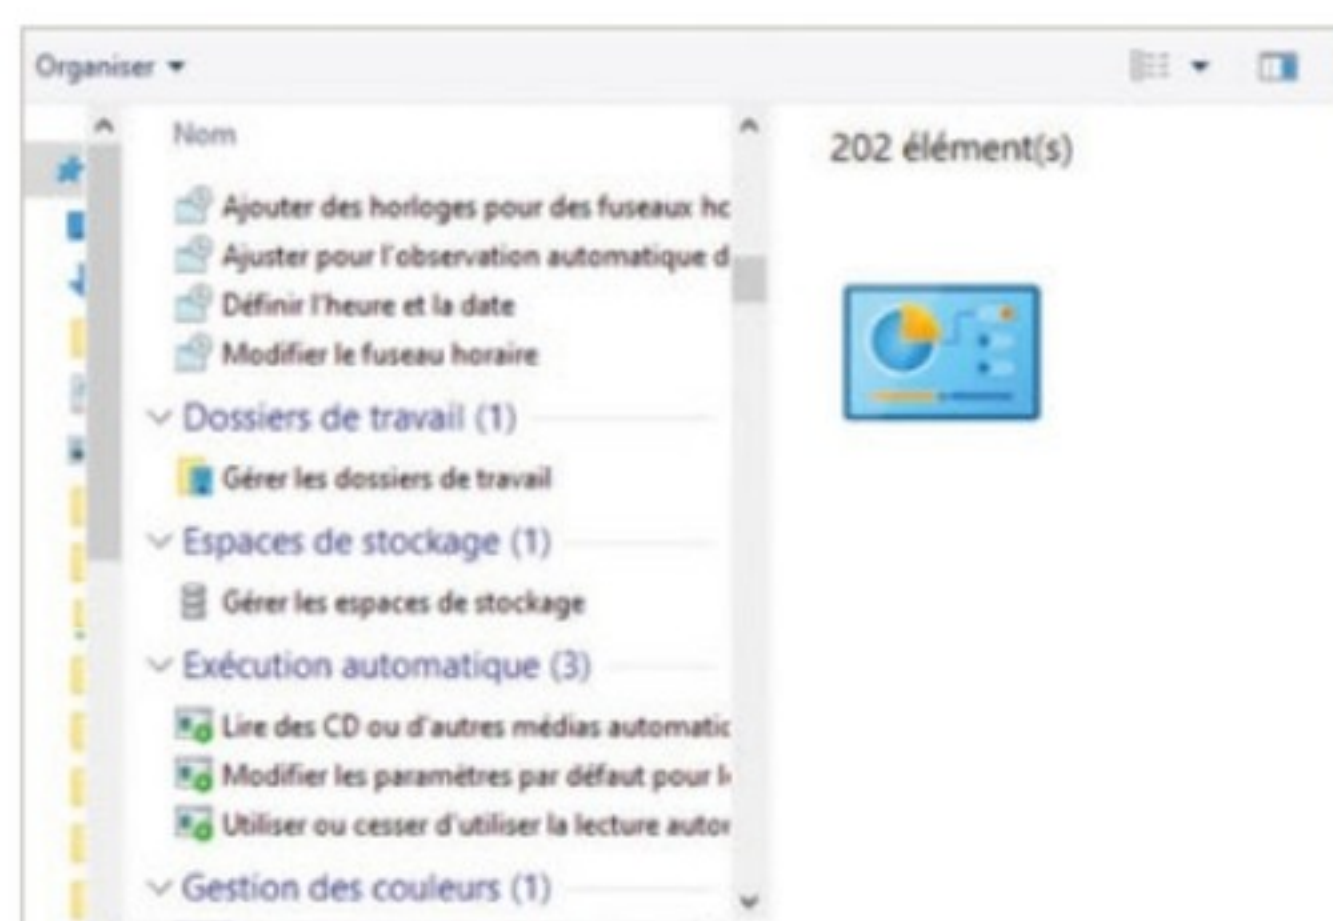 Organiser
Nom
202 élément(s)
Ajouter des horloges pour des fuseaux
Ajuster pour l'observation automatique
Définir l'heure et la date
Modifier le fuseau horaire
Dossiers de travail (1)
Gérer les dossiers de travail
Espaces de stockage (1)
Gérer les espaces de stockage
Exécution automatique (3)
Lire des CD ou d'autres médias
Modifier les paramètres par défaut pour
Utiliser ou cesser d'utiliser la lecture
Gestion des couleurs (1)